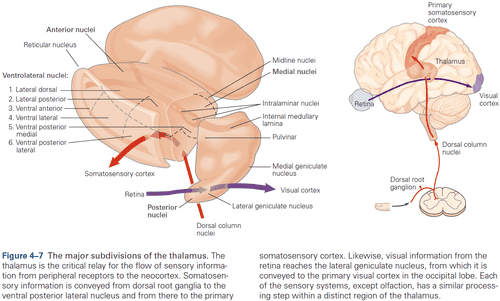 Anterior nuclei
Reticular nucleus
Ventrolateral nuclei:
1. Lateral dorsal
2. Lateral posterior
3. Ventral anterior
4. Ventral lateral
5. Ventral posterior
medial
6. Ventral posterior
lateral
Somatosensory cortex
Retina
Posterior
nuclei
Midline nuclei
Medial nuclei
Intralaminar nuclei
Internal medullary
lamina
Pulvinar
Medial geniculate
nucleus
Visual cortex
Lateral geniculate nucleus
Dorsal column
nuclei
Primary
somatosensory
cortex
Thalamus
Retina
Visual
cortex
Dorsal column
nuclei
Dorsal root
ganglion
Figure 4–7 The major subdivisions of the thalamus. The
thalamus is the critical relay for the flow of sensory informa-
tion from peripheral receptors to the neocortex. Somatosen-
sory information is conveyed from dorsal root ganglia to
the ventral posterior lateral nucleus and from there to the primary
somatosensory cortex. Likewise, visual information from the
retina reaches the lateral geniculate nucleus, from which it is
conveyed to the primary visual cortex in the occipital lobe. Each
of the sensory systems, except olfaction, has a similar process-
ing step within a distinct region of the thalamus.